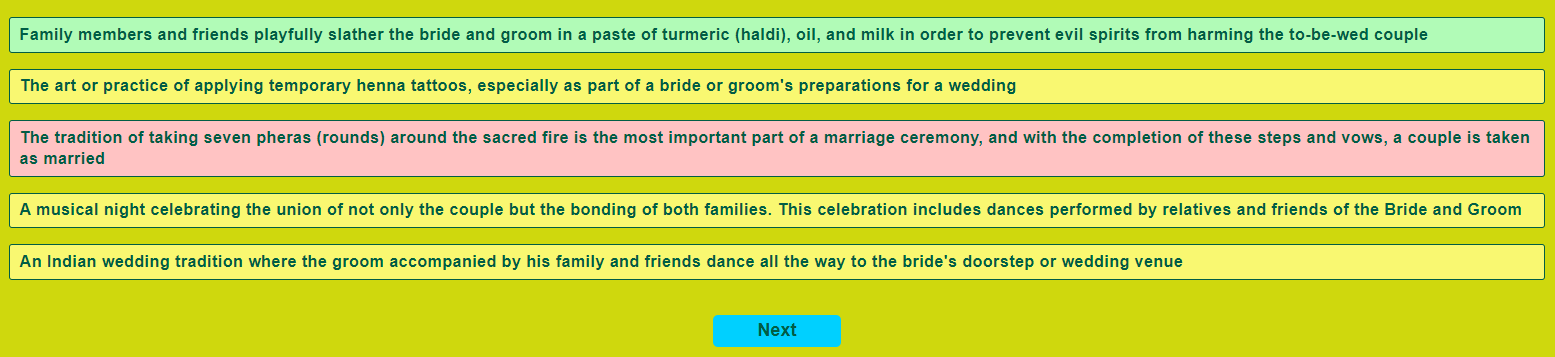 Family members and friends playfully slather the bride and groom in a paste of turmeric (haldi), oil, and milk in order to prevent evil spirits from harming the to-be-wed couple
The art or practice of applying temporary henna tattoos, especially as part of a bride or groom's preparations for a wedding
The tradition of taking seven pheras (rounds) around the sacred fire is the most important part of a marriage ceremony, and with the completion of these steps and vows, a couple is taken
as married
A musical night celebrating the union of not only the couple but the bonding of both families. This celebration includes dances performed by relatives and friends of the Bride and Groom
An Indian wedding tradition where the groom accompanied by his family and friends dance all the way to the bride's doorstep or wedding venue
Next